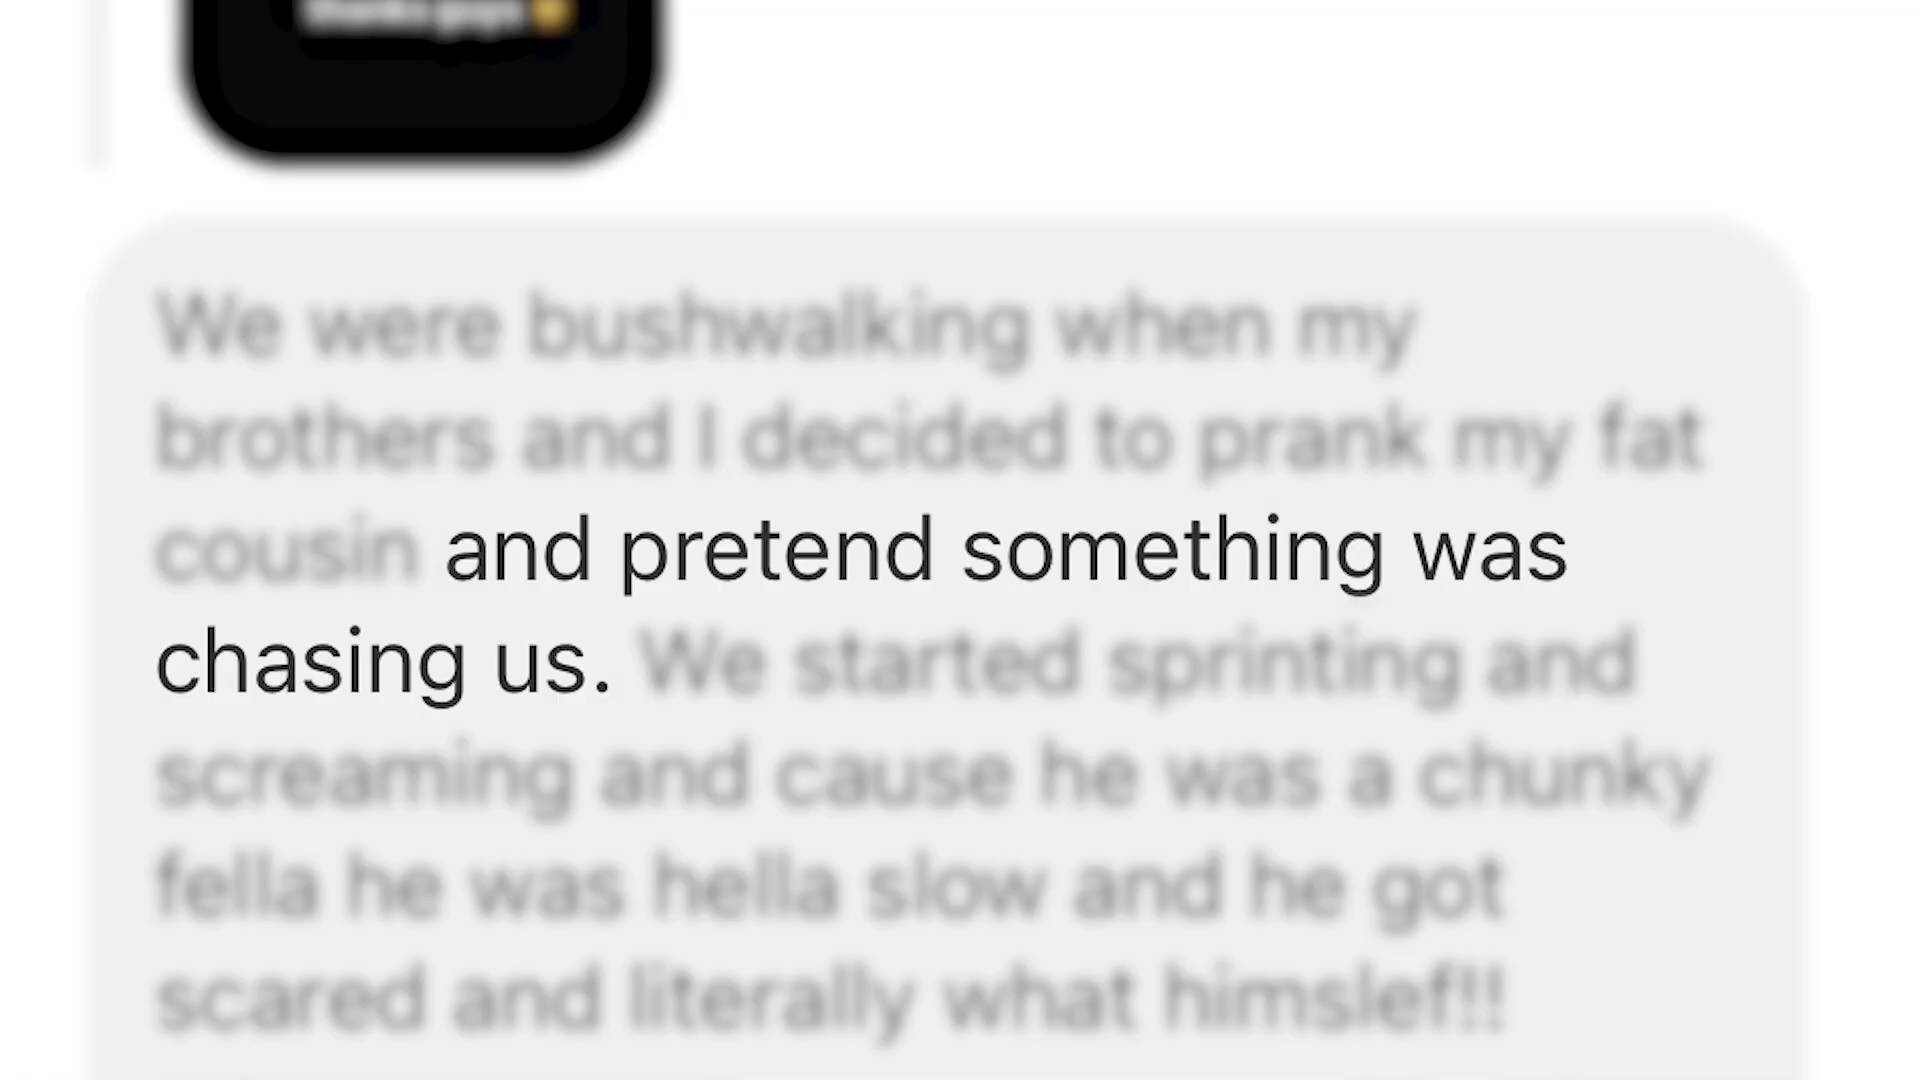 thanks guys
We were bushwalking when my
brothers and I decided to prank my fat
cousin and pretend something was
chasing us. We started sprinting and
screaming and cause he was a chunky
fella he was hella slow and he got
scared and literally what himslef!!